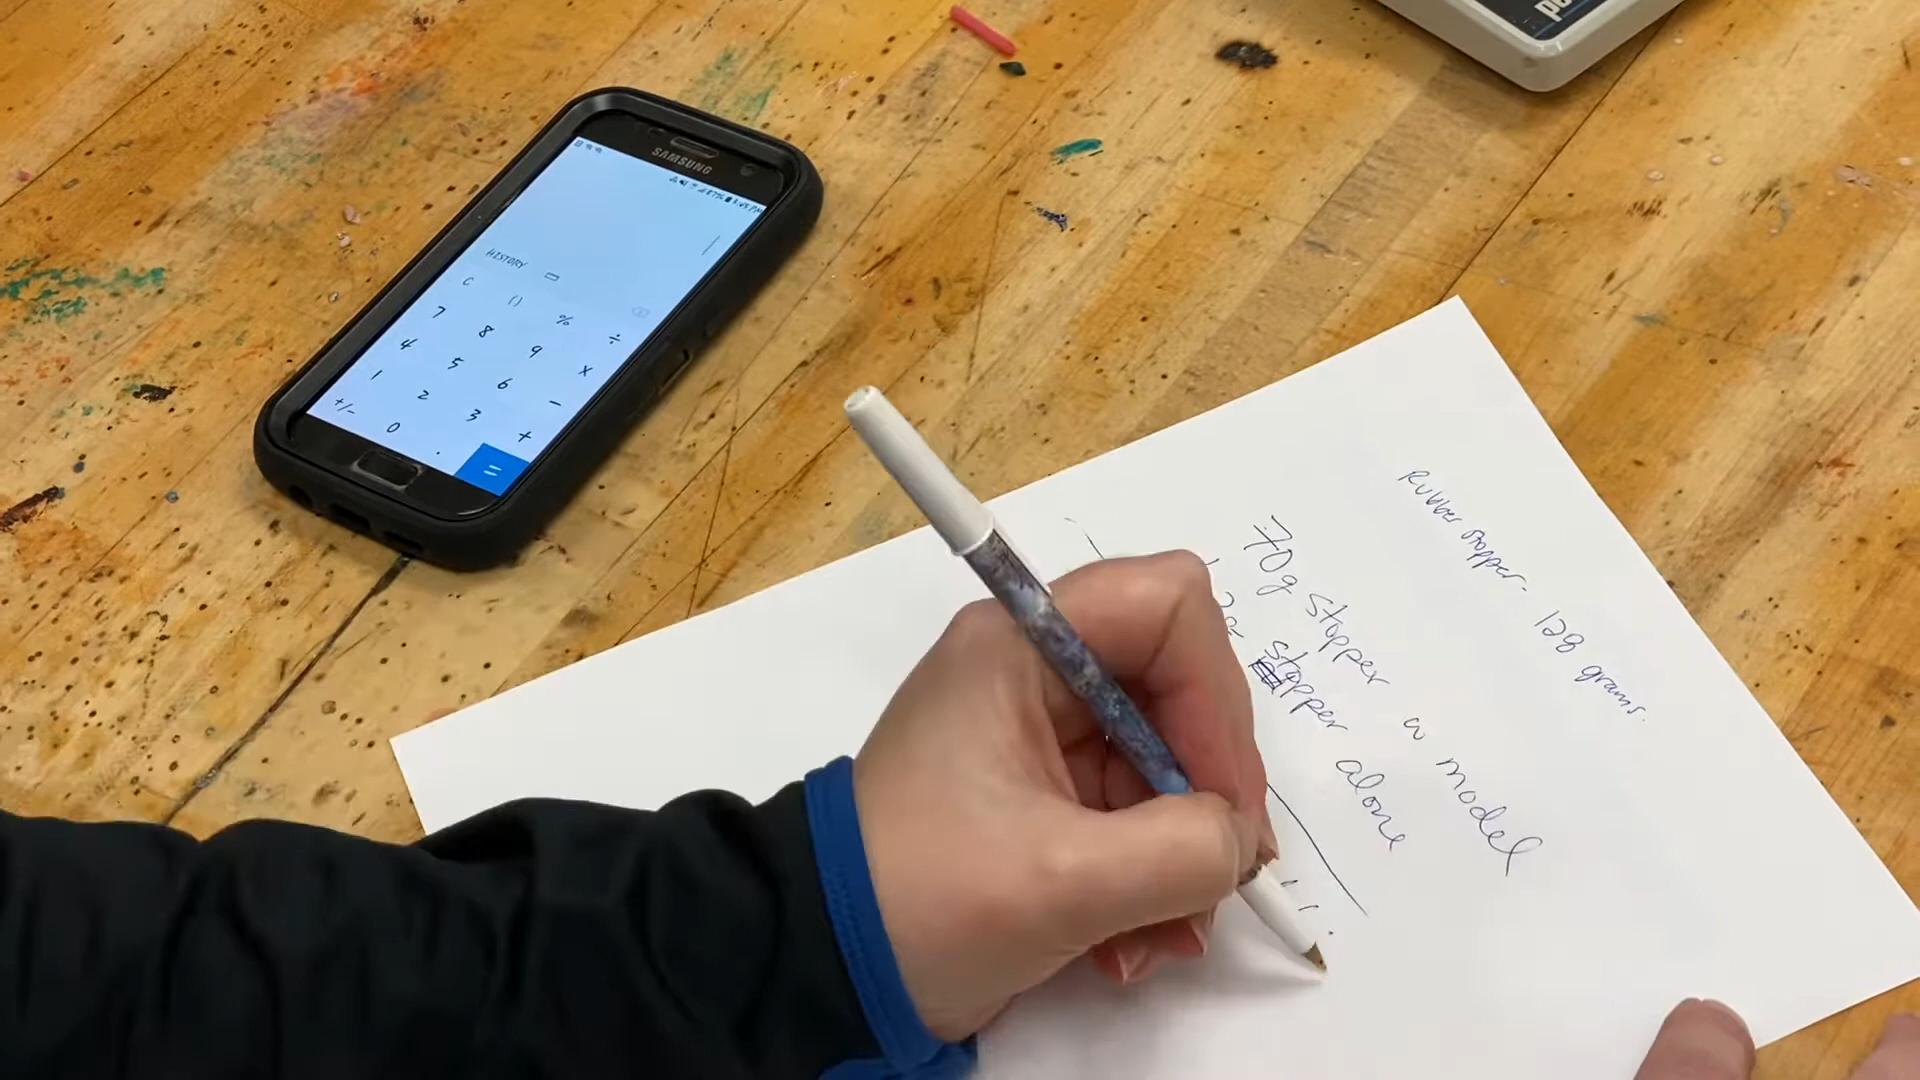 SAMSUNG
HISTORY
C () %
÷
7 8 9 ×
4 5 6 −
1 2 3 +
+/- 0 . =
Rubber stopper - 128 grams.
70g stopper w model
stopper alone